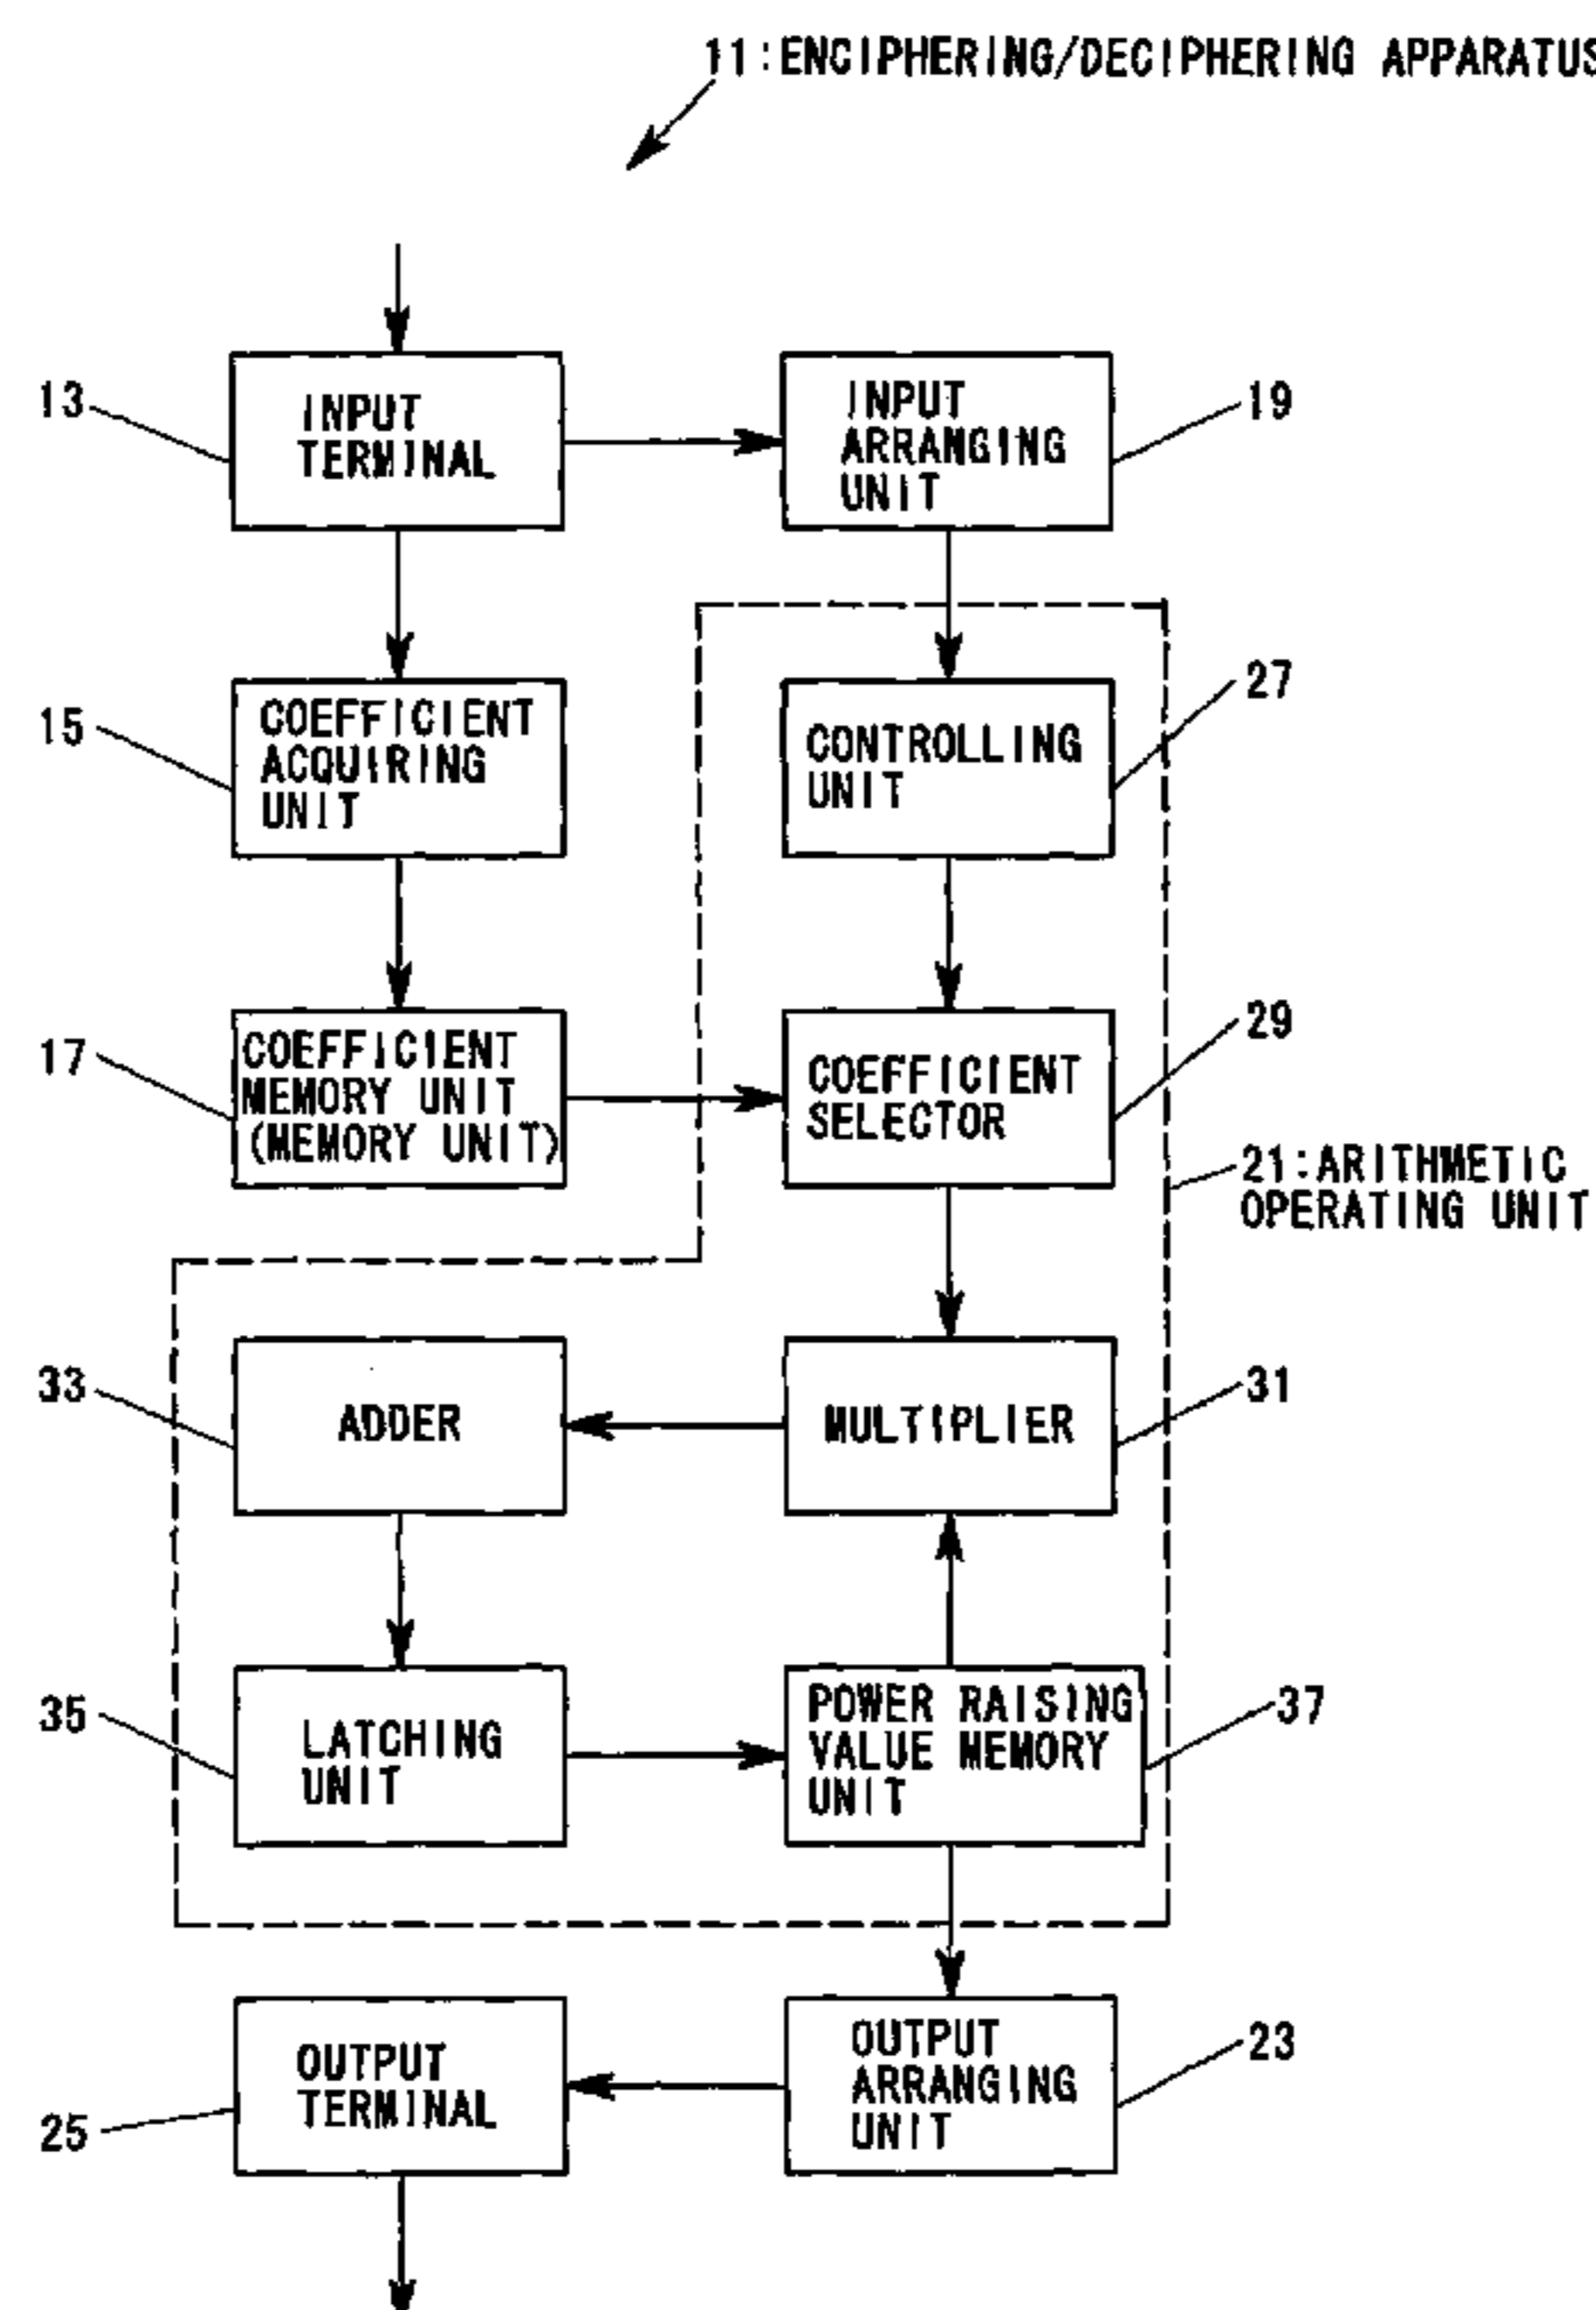 11:ENCIPHERING/DECIPHERING APPARATUS
13
INPUT
TERMINAL
INPUT
ARRANGING
UNIT
19
15
COEFFICIENT
ACQUIRING
UNIT
CONTROLLING
UNIT
27
17
COEFFICIENT
MEMORY UNIT
(MEMORY UNIT)
COEFFICIENT
SELECTOR
29
21:ARITHMETIC
OPERATING UNIT
33
ADDER
MULTIPLIER
31
35
LATCHING
UNIT
POWER RAISING
VALUE MEMORY
UNIT
37
25
OUTPUT
TERMINAL
OUTPUT
ARRANGING
UNIT
23